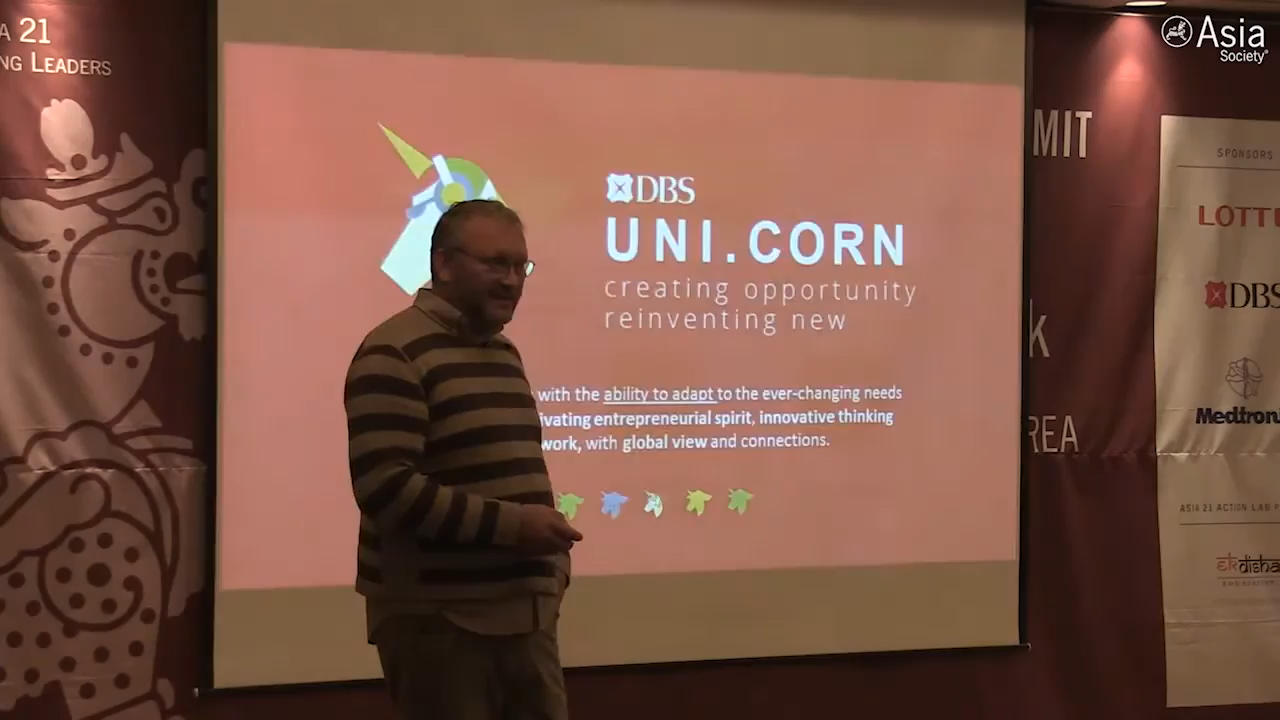 A 21
NG LEADERS
Asia
Society
DBS
UNI.CORN
creating opportunity
reinventing new
with the ability to adapt to the ever-changing needs
ivating entrepreneurial spirit, innovative thinking
work, with global view and connections.
MIT
K
REA
SPONSORS
LOTT
DBS
Medtron
ASIA 21 ACTION LAB P
ekdisha